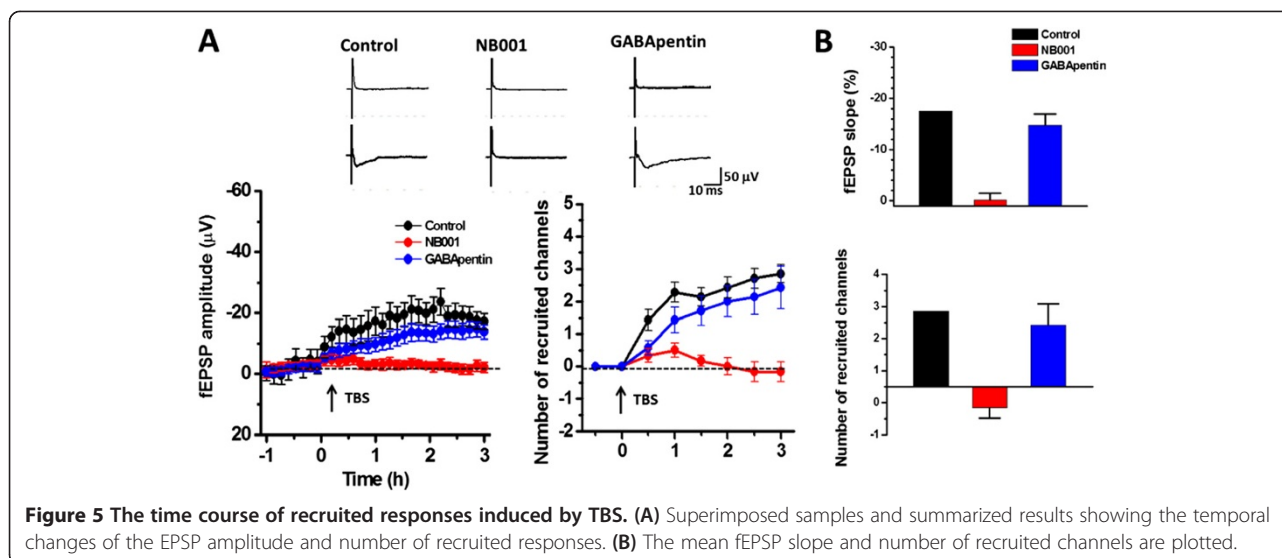 A
Control
NB001
GABApentin
50 µV
10 ms
fEPSP amplitude (µV)
-60
-40
-20
0
20
Control
NB001
GABApentin
TBS
-1
0
1
2
3
Time (h)
Number of recruited channels
5
4
3
2
1
0
-1
-2
TBS
0
1
2
3
B
Control
NB001
GABApentin
fEPSP slope (%)
-30
-20
-10
0
Number of recruited channels
4
3
2
1
0
-1
Figure 5 The time course of recruited responses induced by TBS. (A) Superimposed samples and summarized results showing the temporal
changes of the EPSP amplitude and number of recruited responses. (B) The mean fEPSP slope and number of recruited channels are plotted.